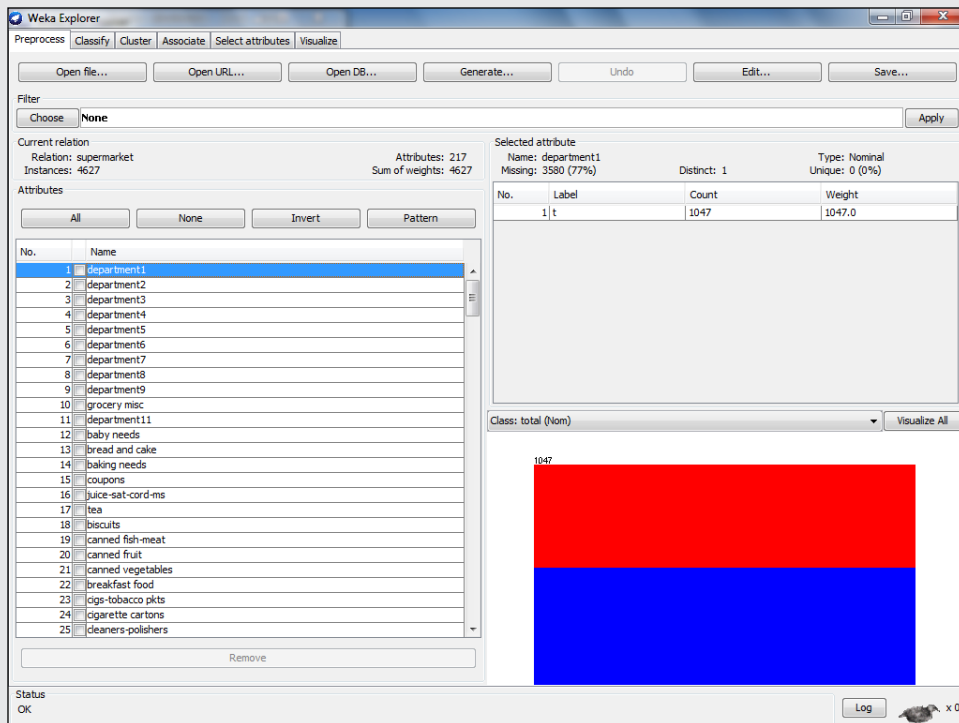 Weka Explorer
Preprocess Classify Cluster Associate Select attributes Visualize
Open file... Open URL... Open DB... Generate... Undo Edit... Save...
Filter
Choose None Apply
Current relation
Relation: supermarket Attributes: 217
Instances: 4627 Sum of weights: 4627
Attributes
All None Invert Pattern
No. Name
1 department1
2 department2
3 department3
4 department4
5 department5
6 department6
7 department7
8 department8
9 department9
10 grocery misc
11 department11
12 baby needs
13 bread and cake
14 baking needs
15 coupons
16 juice-sat-cord-ms
17 tea
18 biscuits
19 canned fish-meat
20 canned fruit
21 canned vegetables
22 breakfast food
23 cigs-tobacco pkts
24 cigarette cartons
25 cleaners-polishers
Remove
Selected attribute
Name: department1 Type: Nominal
Missing: 3580 (77%) Distinct: 1 Unique: 0 (0%)
No. Label Count Weight
1 t 1047 1047.0
Class: total (Nom) Visualize All
1047
Status
OK Log x 0